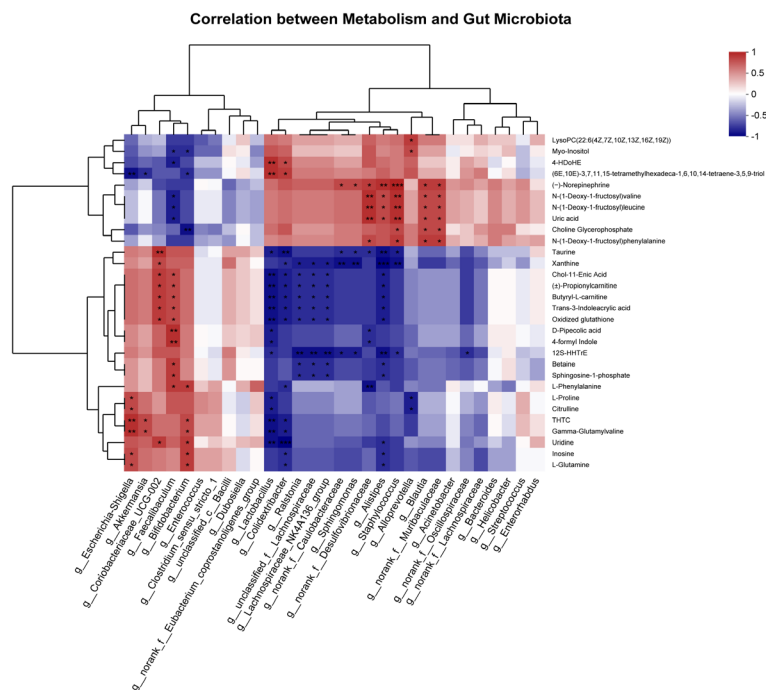 Correlation between Metabolism and Gut Microbiota
1
0.5
0
-0.5
-1
LysoPC(22:6(4Z,7Z,10Z,13Z,16Z,19Z))
Myo-Inositol
4-HDoHE
(6E,10E)-3,7,11,15-tetramethylhexadeca-1,6,10,14-tetraene-3,5,9-triol
(−)-Norepinephrine
N-(1-Deoxy-1-fructosyl)valine
N-(1-Deoxy-1-fructosyl)leucine
Uric acid
Choline Glycerophosphate
N-(1-Deoxy-1-fructosyl)phenylalanine
Taurine
Xanthine
Chol-11-Enic Acid
(±)-Propionylcarnitine
Butyryl-L-carnitine
Trans-3-Indoleacrylic acid
Oxidized glutathione
D-Pipecolic acid
4-formyl Indole
12S-HHTrE
Betaine
Sphingosine-1-phosphate
L-Phenylalanine
L-Proline
Citrulline
THTC
Gamma-Glutamylvaline
Uridine
Inosine
L-Glutamine
g__Escherichia-Shigella
g__Akkermansia
g__Coriobacteriaceae_UCG-002
g__Faecalibaculum
g__Bifidobacterium
g__Enterococcus
g__Clostridium_sensu_stricto_1
g__unclassified_c__Bacilli
g__Dubosiella
g__norank_f__Eubacterium_coprostanoligenes_group
g__Lactobacillus
g__Colidextribacter
g__Ralstonia
g__unclassified_f__Lachnospiraceae
g__Lachnospiraceae_NK4A136_group
g__norank_f__Caulobacteraceae
g__Sphingomonas
g__norank_f__Desulfovibrionaceae
g__Alistipes
g__Staphylococcus
g__Alloprevotella
g__Blautia
g__norank_f__Muribaculaceae
g__Acinetobacter
g__norank_f__Oscillospiraceae
g__norank_f__Lachnospiraceae
g__Bacteroides
g__Helicobacter
g__Streptococcus
g__Enterorhabdus